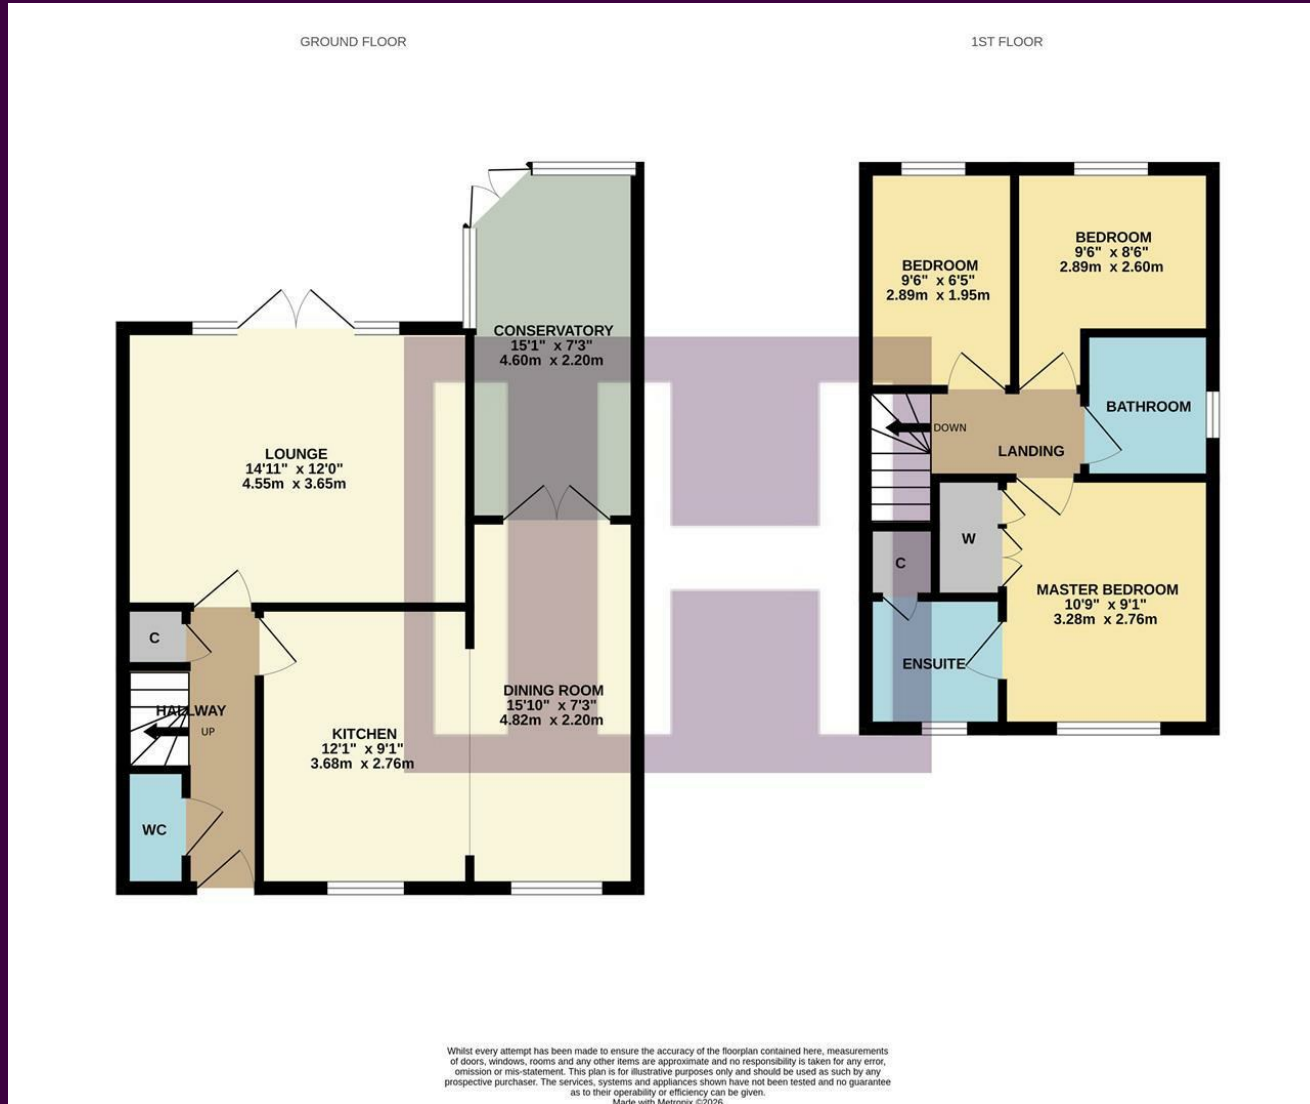 GROUND FLOOR
CONSERVATORY
15'1" x 7'3"
4.60m x 2.20m
LOUNGE
14'11" x 12'0"
4.55m x 3.65m
C
HALLWAY
UP
WC
KITCHEN
12'1" x 9'1"
3.68m x 2.76m
DINING ROOM
15'10" x 7'3"
4.82m x 2.20m
1ST FLOOR
BEDROOM
9'6" x 6'5"
2.89m x 1.95m
BEDROOM
9'6" x 8'6"
2.89m x 2.60m
BATHROOM
DOWN
LANDING
W
C
MASTER BEDROOM
10'9" x 9'1"
3.28m x 2.76m
ENSUITE
Whilst every attempt has been made to ensure the accuracy of the floorplan contained here, measurements
of doors, windows, rooms and any other items are approximate and no responsibility is taken for any error,
omission or mis-statement. This plan is for illustrative purposes only and should be used as such by any
prospective purchaser. The services, systems and appliances shown have not been tested and no guarantee
as to their operability or efficiency can be given.
Made with Metropix ©2026